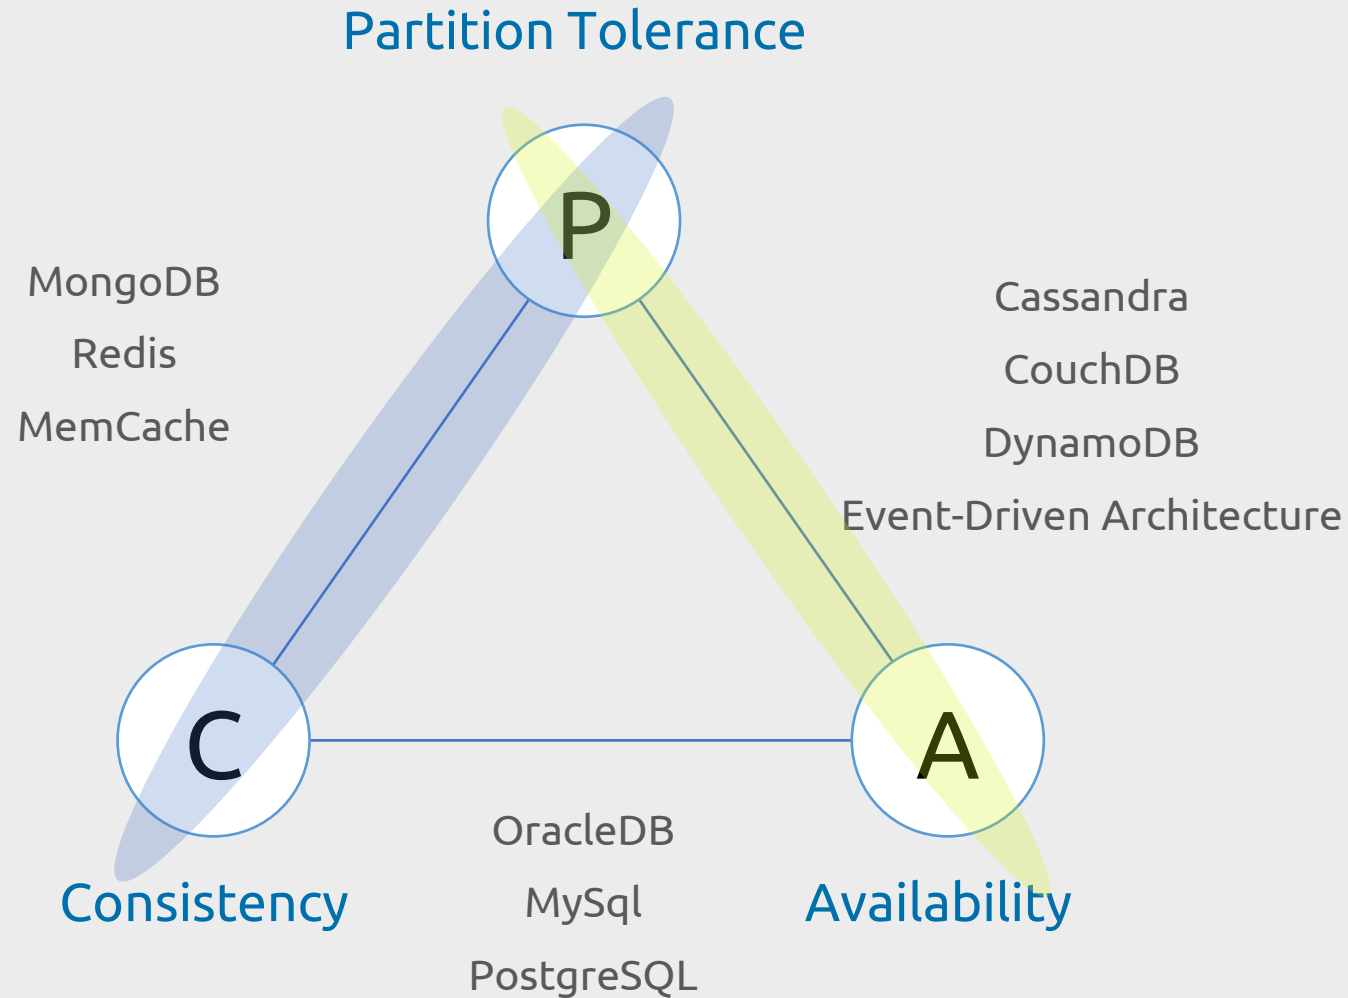 Partition Tolerance
P
MongoDB
Redis
MemCache
Cassandra
CouchDB
DynamoDB
Event-Driven Architecture
C
A
Consistency
OracleDB
MySql
PostgreSQL
Availability